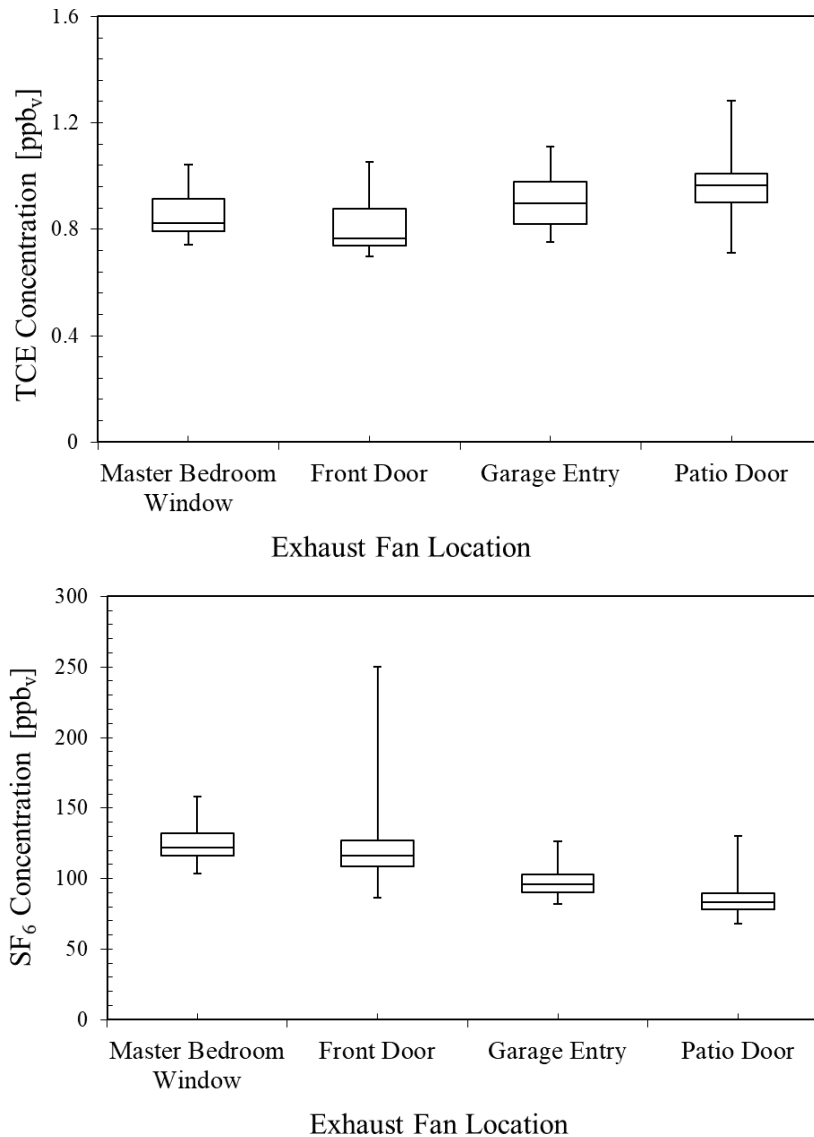 TCE Concentration [ppbv]
1.6
1.2
0.8
0.4
0
Master Bedroom Window
Front Door
Garage Entry
Patio Door
Exhaust Fan Location
SF6 Concentration [ppbv]
300
250
200
150
100
50
0
Master Bedroom Window
Front Door
Garage Entry
Patio Door
Exhaust Fan Location